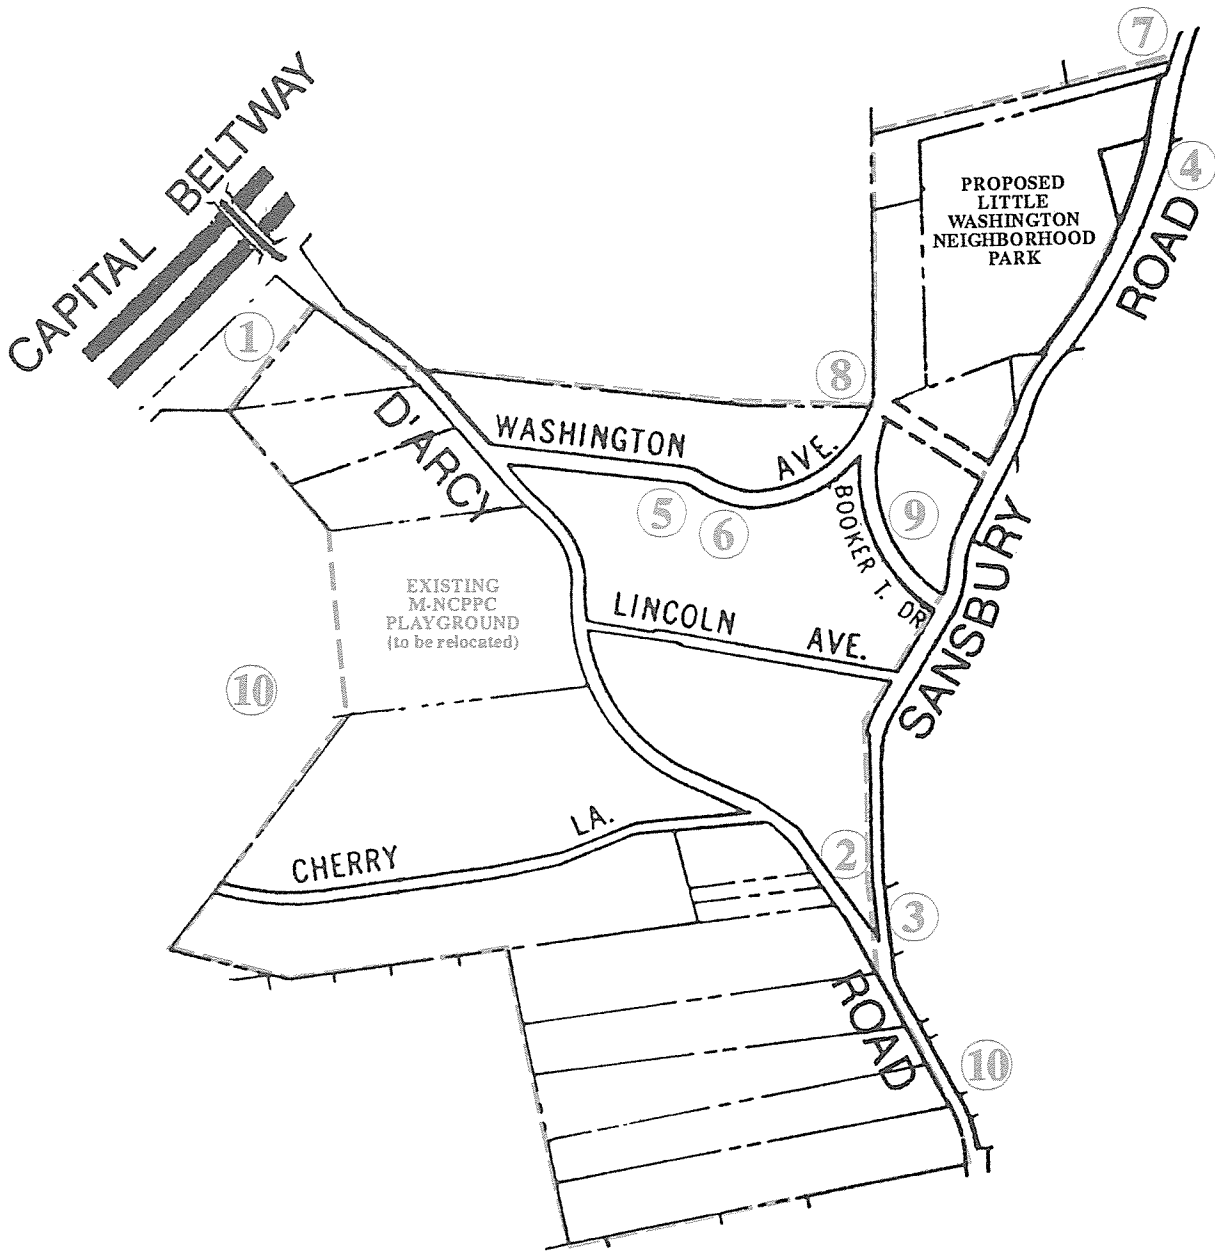 7
CAPITAL BELTWAY
4
PROPOSED
LITTLE
WASHINGTON
NEIGHBORHOOD
PARK
ROAD
1
8
D'ARCY
WASHINGTON AVE.
5
6
BOOKER T. DR.
9
SANSBURY
EXISTING
M-NCPPC
PLAYGROUND
(to be relocated)
LINCOLN AVE.
10
CHERRY LA.
2
3
ROAD
10